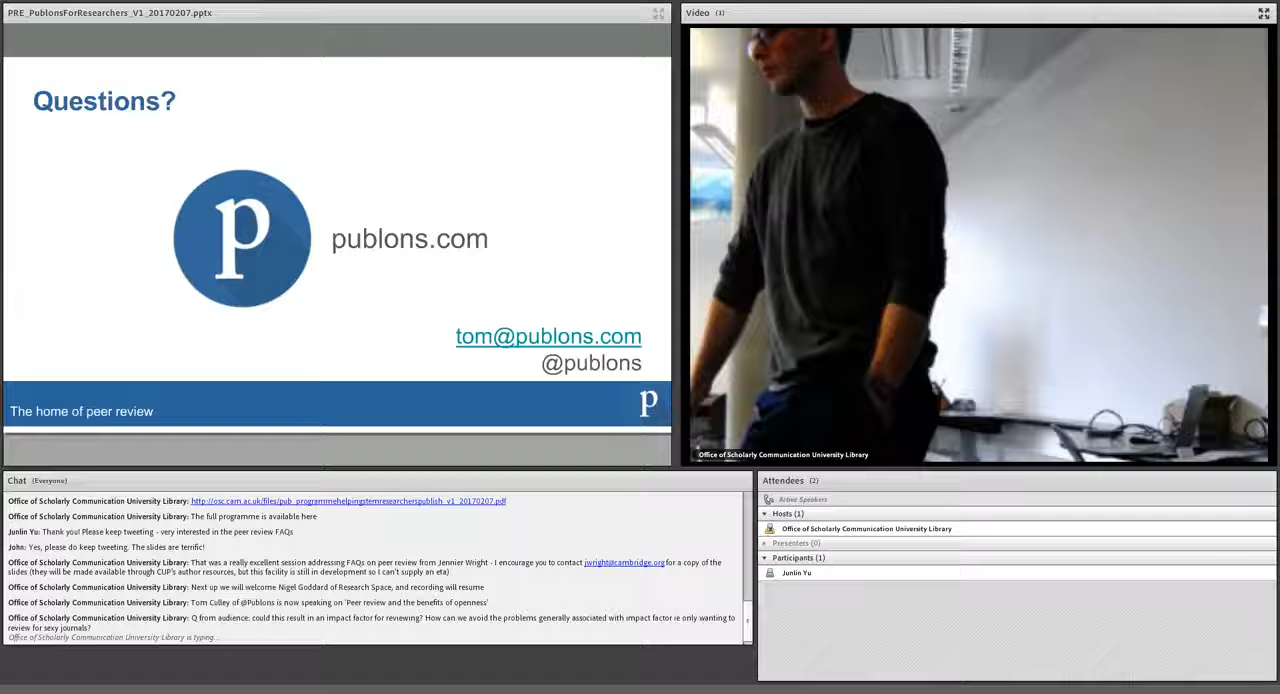 PRE_PublonsForResearchers_V1_20170207.pptx
Questions?
p
publons.com
tom@publons.com
@publons
The home of peer review
p
Video (1)
Office of Scholarly Communication University Library
Chat (Everyone)
Office of Scholarly Communication University Library: http://osc.cam.ac.uk/files/pub_programmehelpingstemresearcherspublish_v1_20170207.pdf
Office of Scholarly Communication University Library: The full programme is available here
Junlin Yu: Thank you! Please keep tweeting - very interested in the peer review FAQs
John: Yes, please do keep tweeting. The slides are terrific!
Office of Scholarly Communication University Library: That was a really excellent session addressing FAQs on peer review from Jennier Wright - I encourage you to contact jwright@cambridge.org for a copy of the
slides (they will be made available through CUP's author resources, but this facility is still in development so I can't supply an eta)
Office of Scholarly Communication University Library: Next up we will welcome Nigel Goddard of Research Space, and recording will resume
Office of Scholarly Communication University Library: Tom Culley of @Publons is now speaking on 'Peer review and the benefits of openness'
Office of Scholarly Communication University Library: Q from audience: could this result in an impact factor for reviewing? How can we avoid the problems generally associated with impact factor ie only wanting to
review for sexy journals?
Office of Scholarly Communication University Library is typing...
Attendees (2)
Active Speakers
Hosts (1)
Office of Scholarly Communication University Library
Presenters (0)
Participants (1)
Junlin Yu